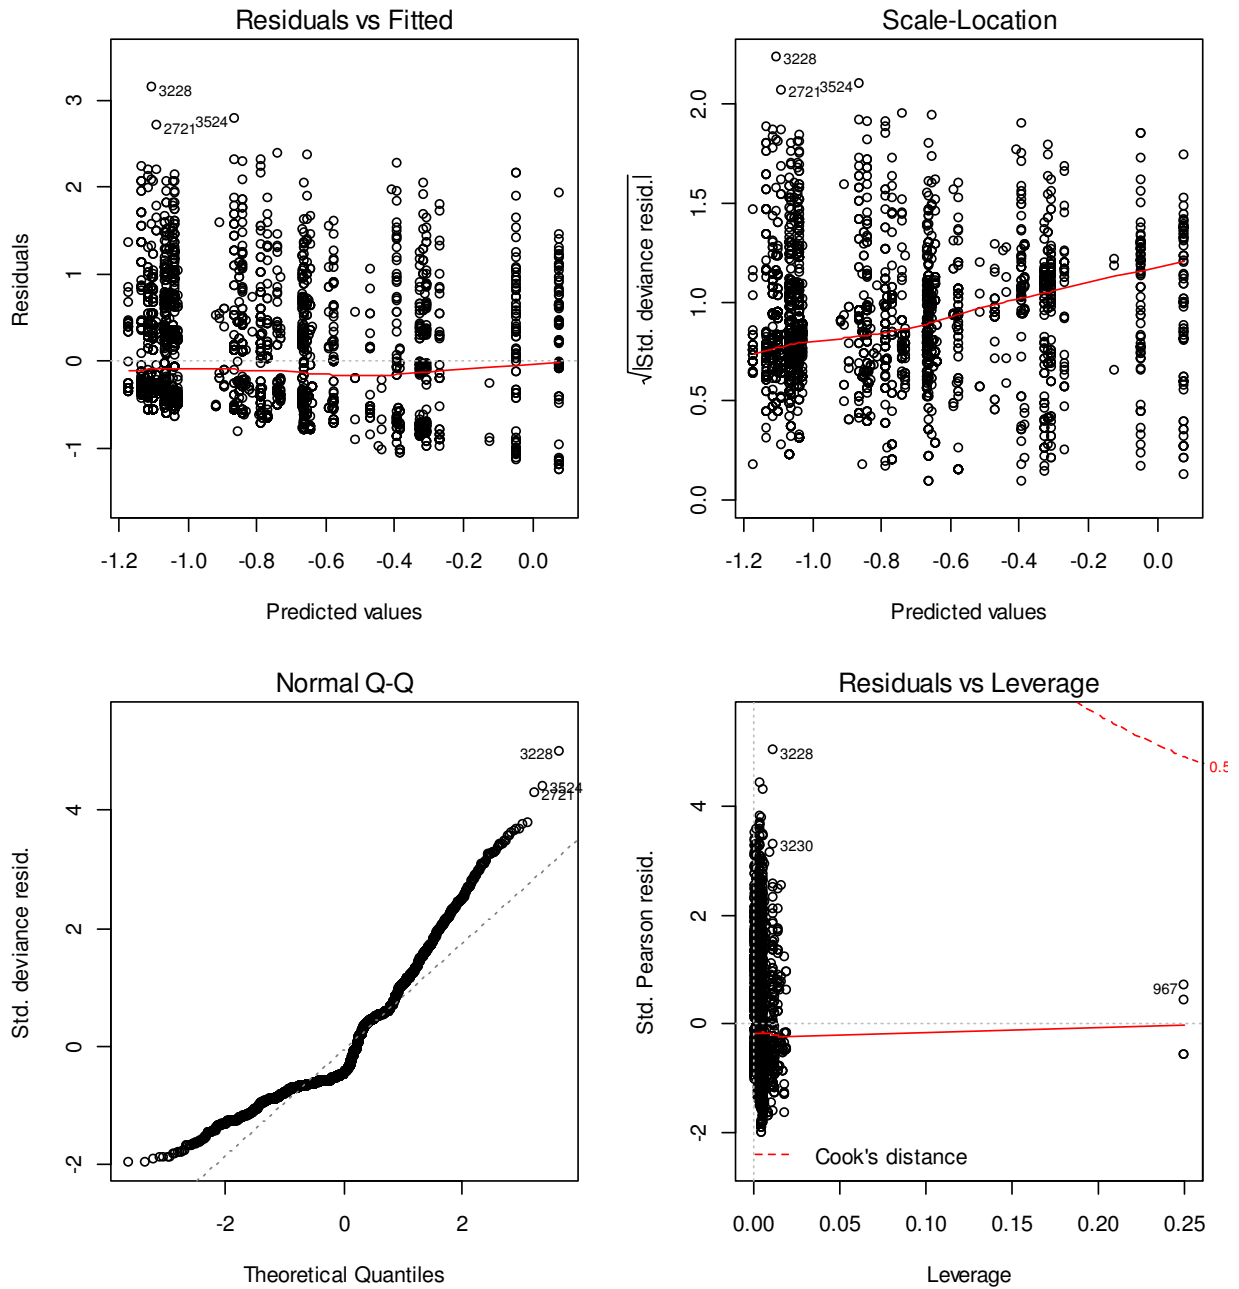 Residuals vs Fitted
3
2
1
0
-1
Residuals
3228
2721
3524
-1.2 -1.0 -0.8 -0.6 -0.4 -0.2 0.0
Predicted values
Scale-Location
2.0
1.5
1.0
0.5
0.0
√|Std. deviance resid.|
3228
2721
3524
-1.2 -1.0 -0.8 -0.6 -0.4 -0.2 0.0
Predicted values
Normal Q-Q
4
2
0
-2
Std. deviance resid.
3228
3524
2721
-2 0 2
Theoretical Quantiles
Residuals vs Leverage
4
2
0
-2
Std. Pearson resid.
3228
3230
967
0.5
Cook's distance
0.00 0.05 0.10 0.15 0.20 0.25
Leverage